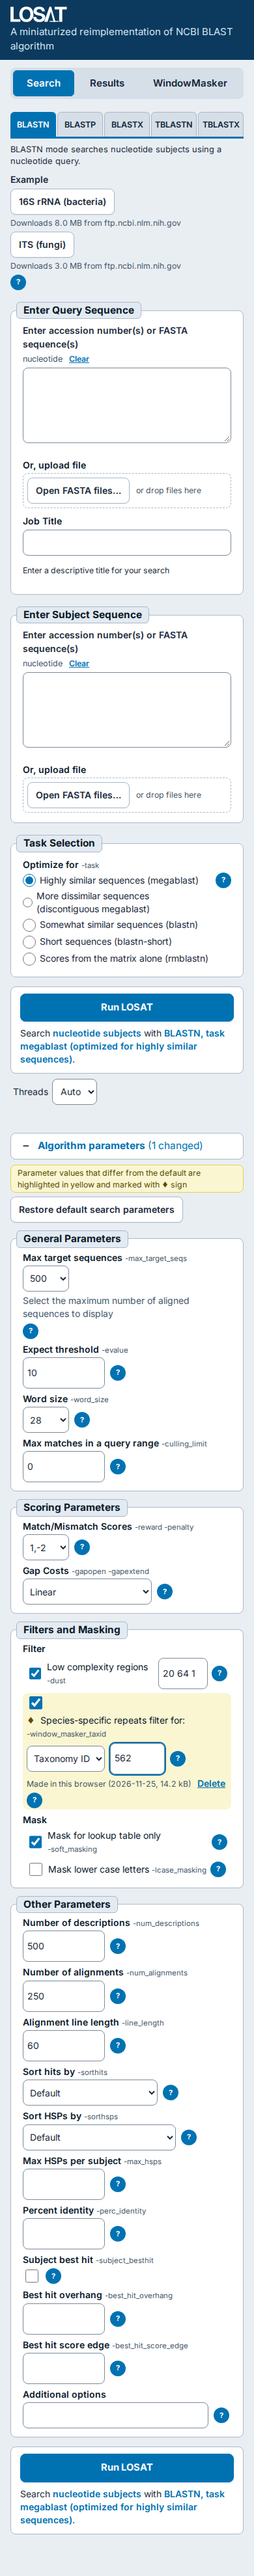 LOSAT
A miniaturized reimplementation of NCBI BLAST
algorithm
Search Results WindowMasker
BLASTN BLASTP BLASTX TBLASTN TBLASTX
BLASTN mode searches nucleotide subjects using a
nucleotide query.
Example
16S rRNA (bacteria)
Downloads 8.0 MB from ftp.ncbi.nlm.nih.gov
ITS (fungi)
Downloads 3.0 MB from ftp.ncbi.nlm.nih.gov
?
Enter Query Sequence
Enter accession number(s) or FASTA
sequence(s)
nucleotide Clear
Or, upload file
Open FASTA files... or drop files here
Job Title
Enter a descriptive title for your search
Enter Subject Sequence
Enter accession number(s) or FASTA
sequence(s)
nucleotide Clear
Or, upload file
Open FASTA files... or drop files here
Task Selection
Optimize for -task
Highly similar sequences (megablast) ?
More dissimilar sequences
(discontiguous megablast)
Somewhat similar sequences (blastn)
Short sequences (blastn-short)
Scores from the matrix alone (rmblastn)
Run LOSAT
Search nucleotide subjects with BLASTN, task
megablast (optimized for highly similar
sequences).
Threads Auto
− Algorithm parameters (1 changed)
Parameter values that differ from the default are
highlighted in yellow and marked with ♦ sign
Restore default search parameters
General Parameters
Max target sequences -max_target_seqs
500
Select the maximum number of aligned
sequences to display
?
Expect threshold -evalue
10 ?
Word size -word_size
28 ?
Max matches in a query range -culling_limit
0 ?
Scoring Parameters
Match/Mismatch Scores -reward -penalty
1,-2 ?
Gap Costs -gapopen -gapextend
Linear ?
Filters and Masking
Filter
Low complexity regions
-dust
20 64 1 ?
♦ Species-specific repeats filter for:
-window_masker_taxid
Taxonomy ID 562 ?
Made in this browser (2026-11-25, 14.2 kB) Delete
?
Mask
Mask for lookup table only
-soft_masking
?
Mask lower case letters -lcase_masking ?
Other Parameters
Number of descriptions -num_descriptions
500 ?
Number of alignments -num_alignments
250 ?
Alignment line length -line_length
60 ?
Sort hits by -sorthits
Default ?
Sort HSPs by -sorthsps
Default ?
Max HSPs per subject -max_hsps
?
Percent identity -perc_identity
?
Subject best hit -subject_besthit
?
Best hit overhang -best_hit_overhang
?
Best hit score edge -best_hit_score_edge
?
Additional options
?
Run LOSAT
Search nucleotide subjects with BLASTN, task
megablast (optimized for highly similar
sequences).